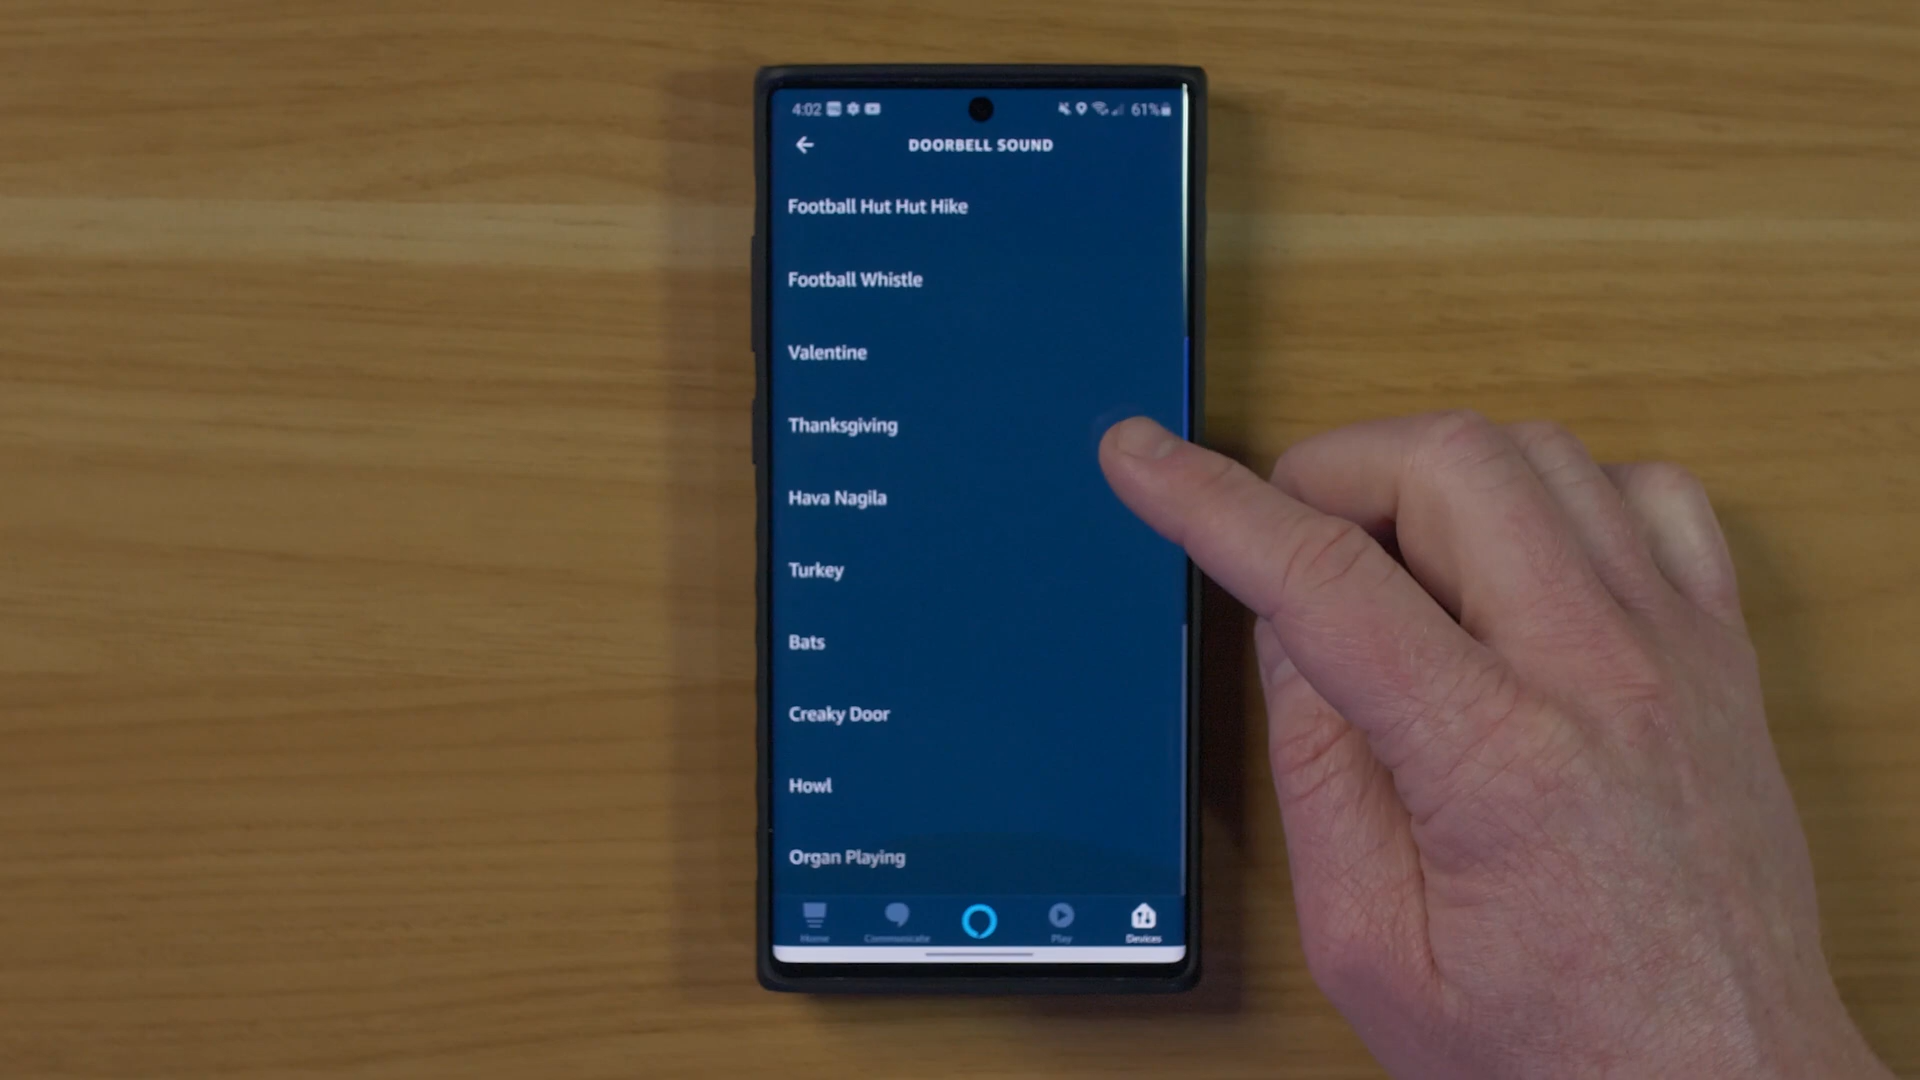 4:02 61%
DOORBELL SOUND
Football Hut Hut Hike
Football Whistle
Valentine
Thanksgiving
Hava Nagila
Turkey
Bats
Creaky Door
Howl
Organ Playing
Home Communicate Play Devices